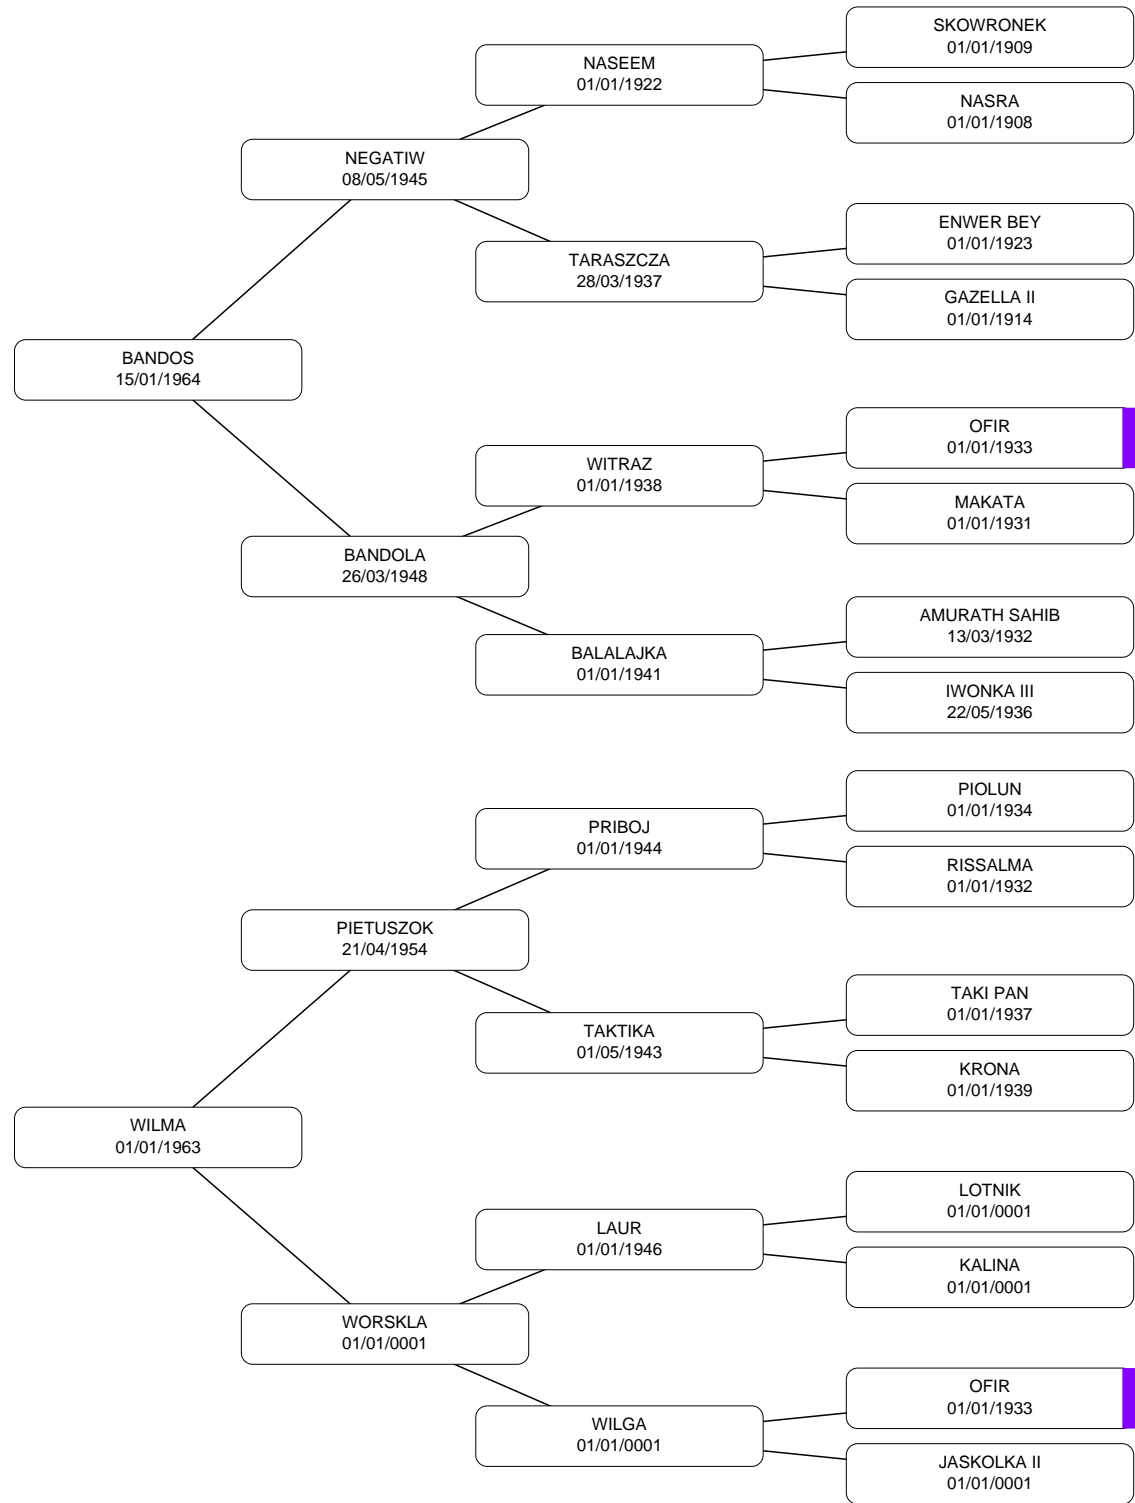 SKOWRONEK
01/01/1909
NASEEM
01/01/1922
NASRA
01/01/1908
NEGATIW
08/05/1945
ENWER BEY
01/01/1923
TARASZCZA
28/03/1937
GAZELLA II
01/01/1914
BANDOS
15/01/1964
OFIR
01/01/1933
WITRAZ
01/01/1938
MAKATA
01/01/1931
BANDOLA
26/03/1948
AMURATH SAHIB
13/03/1932
BALALAJKA
01/01/1941
IWONKA III
22/05/1936
PIOLUN
01/01/1934
PRIBOJ
01/01/1944
RISSALMA
01/01/1932
PIETUSZOK
21/04/1954
TAKI PAN
01/01/1937
TAKTIKA
01/05/1943
KRONA
01/01/1939
WILMA
01/01/1963
LOTNIK
01/01/0001
LAUR
01/01/1946
KALINA
01/01/0001
WORSKLA
01/01/0001
OFIR
01/01/1933
WILGA
01/01/0001
JASKOLKA II
01/01/0001